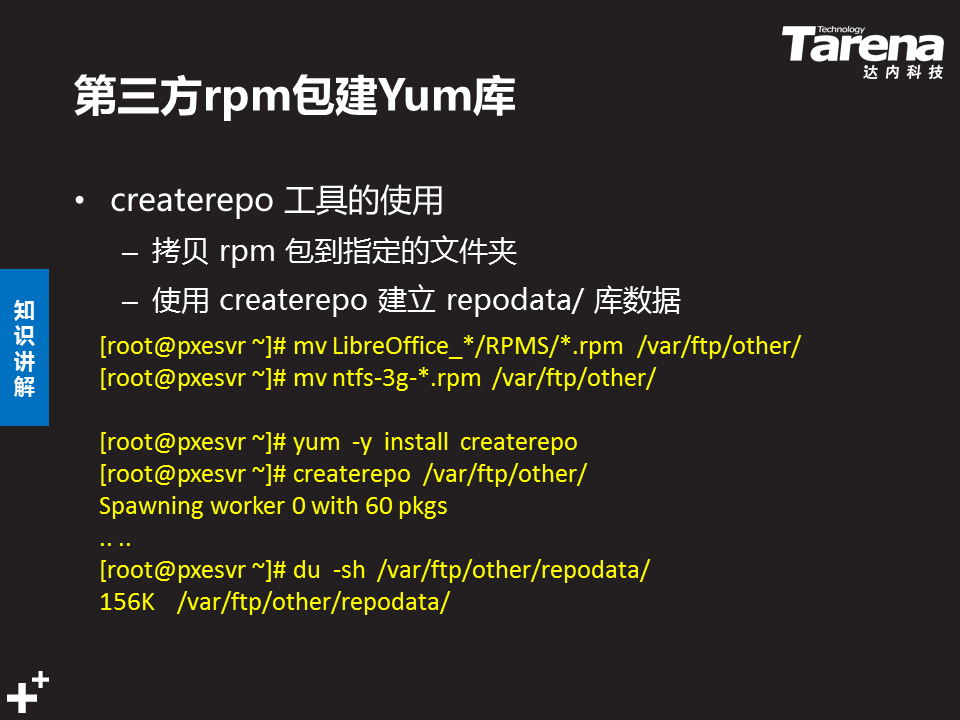 Technology
Tarena
达内科技
第三方rpm包建Yum库
• createrepo 工具的使用
– 拷贝 rpm 包到指定的文件夹
– 使用 createrepo 建立 repodata/ 库数据
知识讲解
[root@pxesvr ~]# mv LibreOffice_*/RPMS/*.rpm /var/ftp/other/
[root@pxesvr ~]# mv ntfs-3g-*.rpm /var/ftp/other/
[root@pxesvr ~]# yum -y install createrepo
[root@pxesvr ~]# createrepo /var/ftp/other/
Spawning worker 0 with 60 pkgs
.. ..
[root@pxesvr ~]# du -sh /var/ftp/other/repodata/
156K /var/ftp/other/repodata/